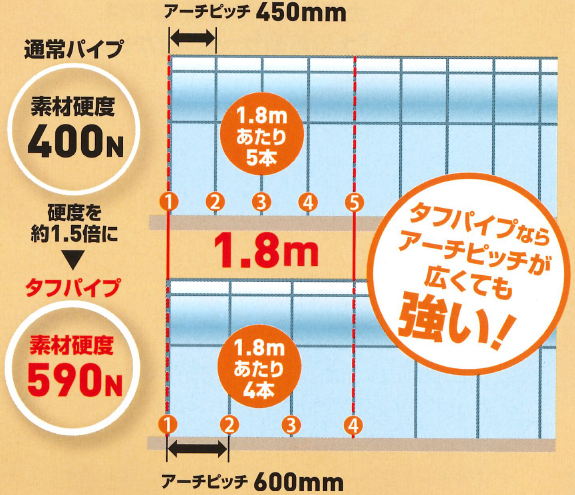 アーチピッチ 450mm
通常パイプ
素材硬度
400N
1.8m
あたり
5本
1 2 3 4 5
硬度を
約1.5倍に
1.8m
タフパイプなら
アーチピッチが
広くても
強い!
タフパイプ
素材硬度
590N
1.8m
あたり
4本
1 2 3 4
アーチピッチ 600mm